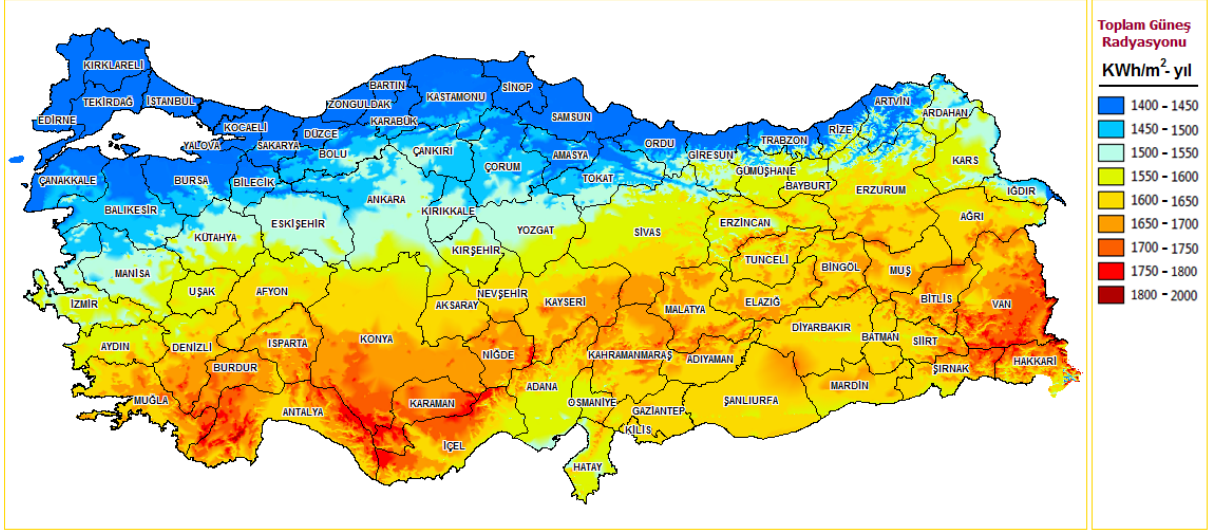 KIRKLARELİ
TEKİRDAĞ
İSTANBUL
EDİRNE
KOCAELİ
YALOVA
SAKARYA
DÜZCE
BOLU
ZONGULDAK
BARTIN
KARABÜK
KASTAMONU
SİNOP
SAMSUN
ÇANKIRI
ÇORUM
AMASYA
TOKAT
ORDU
GİRESUN
TRABZON
RİZE
ARTVİN
ARDAHAN
KARS
IĞDIR
GÜMÜŞHANE
BAYBURT
ERZURUM
AĞRI
ÇANAKKALE
BURSA
BİLECİK
BALIKEŞİR
KÜTAHYA
ESKİŞEHİR
ANKARA
KIRIKKALE
YOZGAT
SİVAS
ERZİNCAN
TUNCELİ
BİNGÖL
MUŞ
BİTLİS
VAN
MANİSA
İZMİR
UŞAK
AFYON
KIRŞEHİR
NEVŞEHİR
AKSARAY
KAYSERİ
MALATYA
ELAZIĞ
DİYARBAKIR
BATMAN
SİİRT
ŞIRNAK
HAKKARİ
AYDIN
DENİZLİ
ISPARTA
BURDUR
KONYA
NİĞDE
KAHRAMANMARAŞ
ADIYAMAN
MARDİN
ŞANLIURFA
MUĞLA
ANTALYA
KARAMAN
İÇEL
ADANA
OSMANİYE
GAZİANTEP
KİLİS
HATAY
Toplam Güneş
Radyasyonu
KWh/m²- yıl
1400 - 1450
1450 - 1500
1500 - 1550
1550 - 1600
1600 - 1650
1650 - 1700
1700 - 1750
1750 - 1800
1800 - 2000